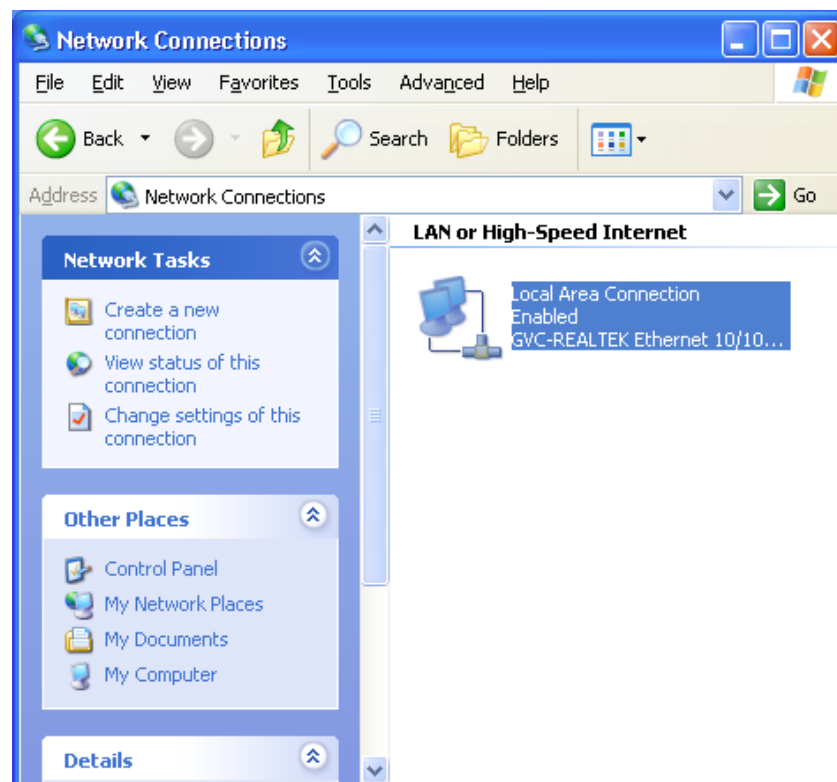 Network Connections
File Edit View Favorites Tools Advanced Help
Back Search Folders
Address Network Connections Go
Network Tasks
Create a new
connection
View status of this
connection
Change settings of this
connection
Other Places
Control Panel
My Network Places
My Documents
My Computer
Details
LAN or High-Speed Internet
Local Area Connection
Enabled
GVC-REALTEK Ethernet 10/10...